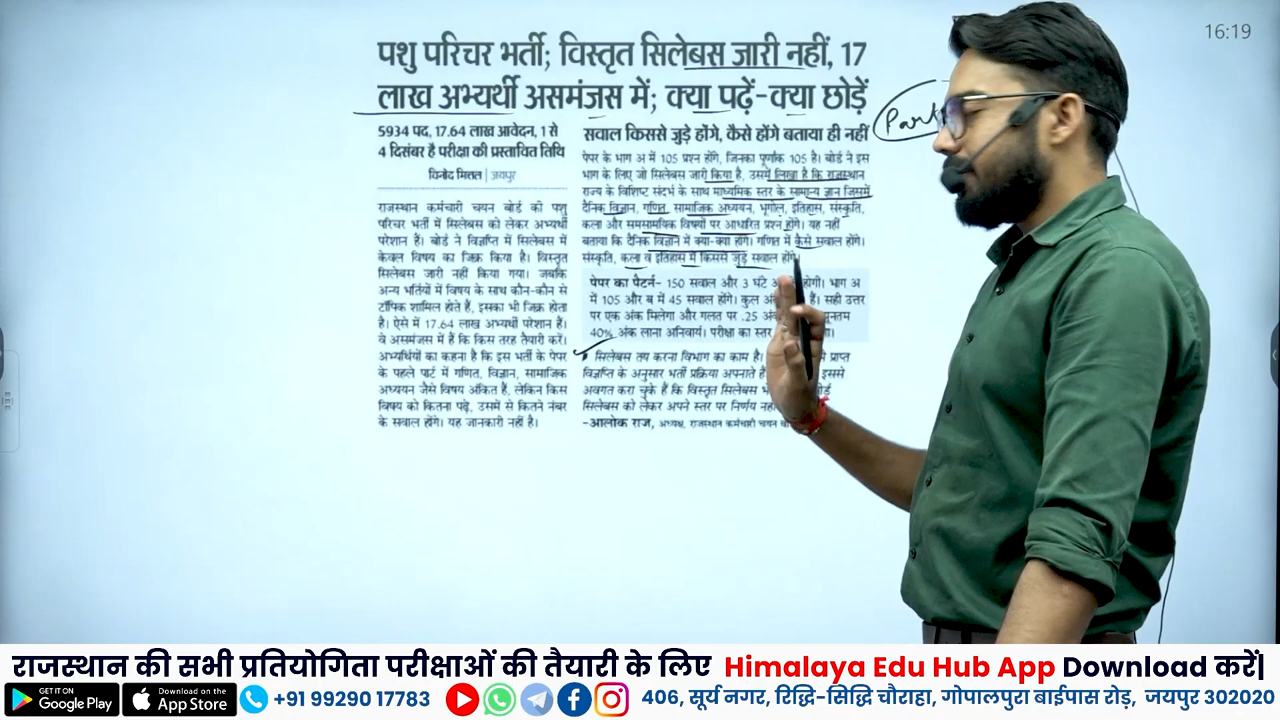 16:19
पशु परिचर भर्ती; विस्तृत सिलेबस जारी नहीं, 17
लाख अभ्यर्थी असमंजस में; क्या पढ़ें-क्या छोड़ें
Part
5934 पद, 17.64 लाख आवेदन, 1 से
4 दिसंबर है परीक्षा की प्रस्तावित तिथि
विनोद मित्तल | जयपुर
राजस्थान कर्मचारी चयन बोर्ड की पशु
परिचर भर्ती में सिलेबस को लेकर अभ्यर्थी
परेशान हैं। बोर्ड ने विज्ञप्ति में सिलेबस में
केवल विषय का जिक्र किया है। विस्तृत
सिलेबस जारी नहीं किया गया। जबकि
अन्य भर्तियों में विषय के साथ कौन-कौन से
टॉपिक शामिल होते हैं, इसका भी जिक्र होता
है। ऐसे में 17.64 लाख अभ्यर्थी परेशान हैं।
वे असमंजस में हैं कि किस तरह तैयारी करें।
अभ्यर्थियों का कहना है कि इस भर्ती के पेपर
के पहले पार्ट में गणित, विज्ञान, सामाजिक
अध्ययन जैसे विषय अंकित हैं, लेकिन किस
विषय को कितना पढ़े, उसमें से कितने नंबर
के सवाल होंगे। यह जानकारी नहीं है।
सवाल किससे जुड़े होंगे, कैसे होंगे बताया ही नहीं
पेपर के भाग अ में 105 प्रश्न होंगे, जिनका पूर्णांक 105 है। बोर्ड ने इस
भाग के लिए जो सिलेबस जारी किया है, उसमें लिखा है कि राजस्थान
राज्य के विशिष्ट संदर्भ के साथ माध्यमिक स्तर के सामान्य ज्ञान जिसमें
दैनिक विज्ञान, गणित, सामाजिक अध्ययन, भूगोल, इतिहास, संस्कृति,
कला और समसामयिक विषयों पर आधारित प्रश्न होंगे। यह नहीं
बताया कि दैनिक विज्ञान में क्या-क्या होंगे। गणित में कैसे सवाल होंगे।
संस्कृति, कला व इतिहास में किससे जुड़े सवाल होंगे।
पेपर का पैटर्न- 150 सवाल और 3 घंटे होगी। भाग अ
में 105 और ब में 45 सवाल होंगे। कुल हैं। सही उत्तर
पर एक अंक मिलेगा और गलत पर .25
40% अंक लाना अनिवार्य। परीक्षा का स्तर
सिलेबस तय करना विभाग का काम है। प्राप्त
विज्ञप्ति के अनुसार भर्ती प्रक्रिया अपनाते इससे
अवगत करा चुके हैं कि विस्तृत सिलेबस
सिलेबस को लेकर अपने स्तर पर निर्णय
-आलोक राज, अध्यक्ष, राजस्थान कर्मचारी चयन
राजस्थान की सभी प्रतियोगिता परीक्षाओं की तैयारी के लिए Himalaya Edu Hub App Download करें|
GET IT ON
Google Play
Download on the
App Store
+91 99290 17783
406, सूर्य नगर, रिद्धि-सिद्धि चौराहा, गोपालपुरा बाईपास रोड़, जयपुर 302020